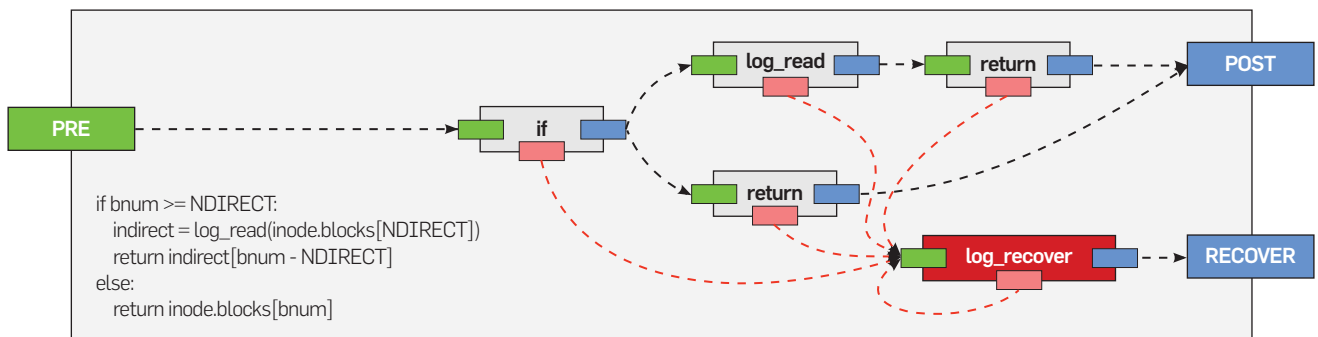 log_read
return
POST
PRE
if
return
if bnum >= NDIRECT:
indirect = log_read(inode.blocks[NDIRECT])
return indirect[bnum - NDIRECT]
else:
return inode.blocks[bnum]
log_recover
RECOVER